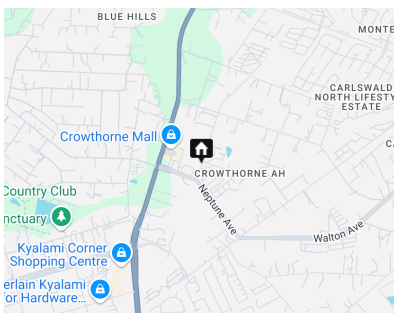 BLUE HILLS
MONTE
CARLSWALD
NORTH LIFESTY
ESTATE
Crowthorne Mall
C
CROWTHORNE AH
Country Club
nctuary
Neptune Ave
Walton Ave
Kyalami Corner
Shopping Centre
erlain Kyalami
for Hardware...